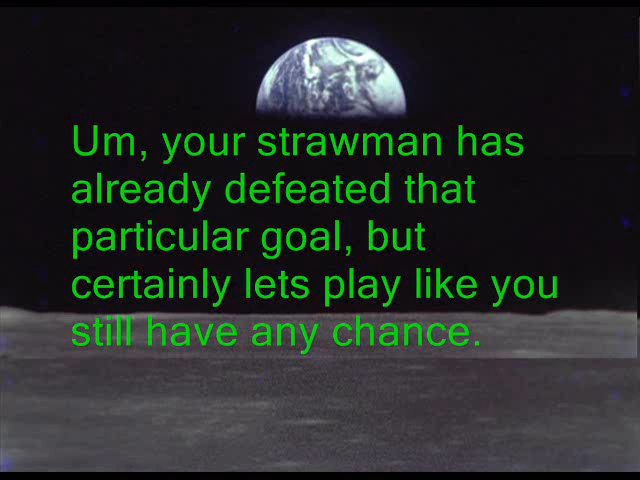 Um, your strawman has
already defeated that
particular goal, but
certainly lets play like you
still have any chance.